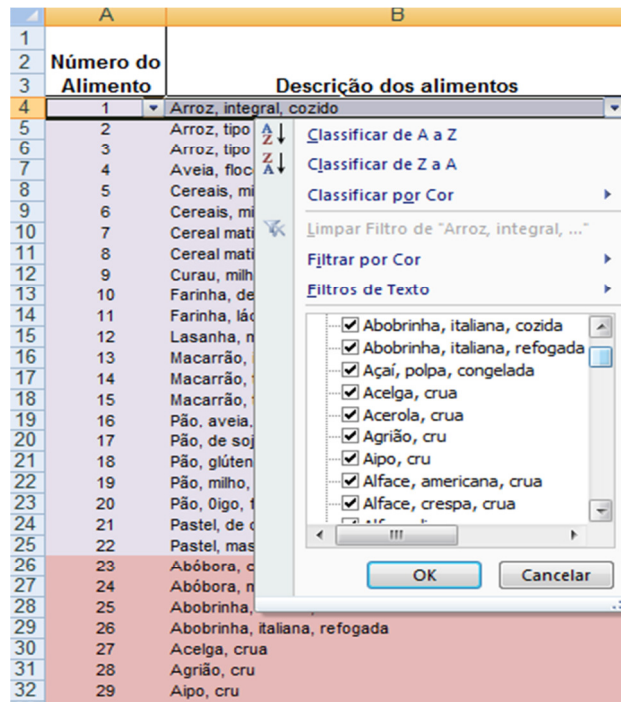 A B
1
2 Número do
3 Alimento Descrição dos alimentos
4 1 Arroz, integral, cozido
5 2 Arroz, tipo
6 3 Arroz, tipo
7 4 Aveia, floc
8 5 Cereais, mi
9 6 Cereais, mi
10 7 Cereal mati
11 8 Cereal mati
12 9 Curau, milh
13 10 Farinha, de
14 11 Farinha, lác
15 12 Lasanha, m
16 13 Macarrão,
17 14 Macarrão,
18 15 Macarrão,
19 16 Pão, aveia,
20 17 Pão, de soj
21 18 Pão, glúten
22 19 Pão, milho,
23 20 Pão, 0igo, f
24 21 Pastel, de c
25 22 Pastel, mas
26 23 Abóbora, c
27 24 Abóbora, m
28 25 Abobrinha,
29 26 Abobrinha, italiana, refogada
30 27 Acelga, crua
31 28 Agrião, cru
32 29 Aipo, cru
Classificar de A a Z
Classificar de Z a A
Classificar por Cor
Limpar Filtro de "Arroz, integral, ..."
Filtrar por Cor
Filtros de Texto
Abobrinha, italiana, cozida
Abobrinha, italiana, refogada
Açaí, polpa, congelada
Acelga, crua
Acerola, crua
Agrião, cru
Aipo, cru
Alface, americana, crua
Alface, crespa, crua
OK Cancelar